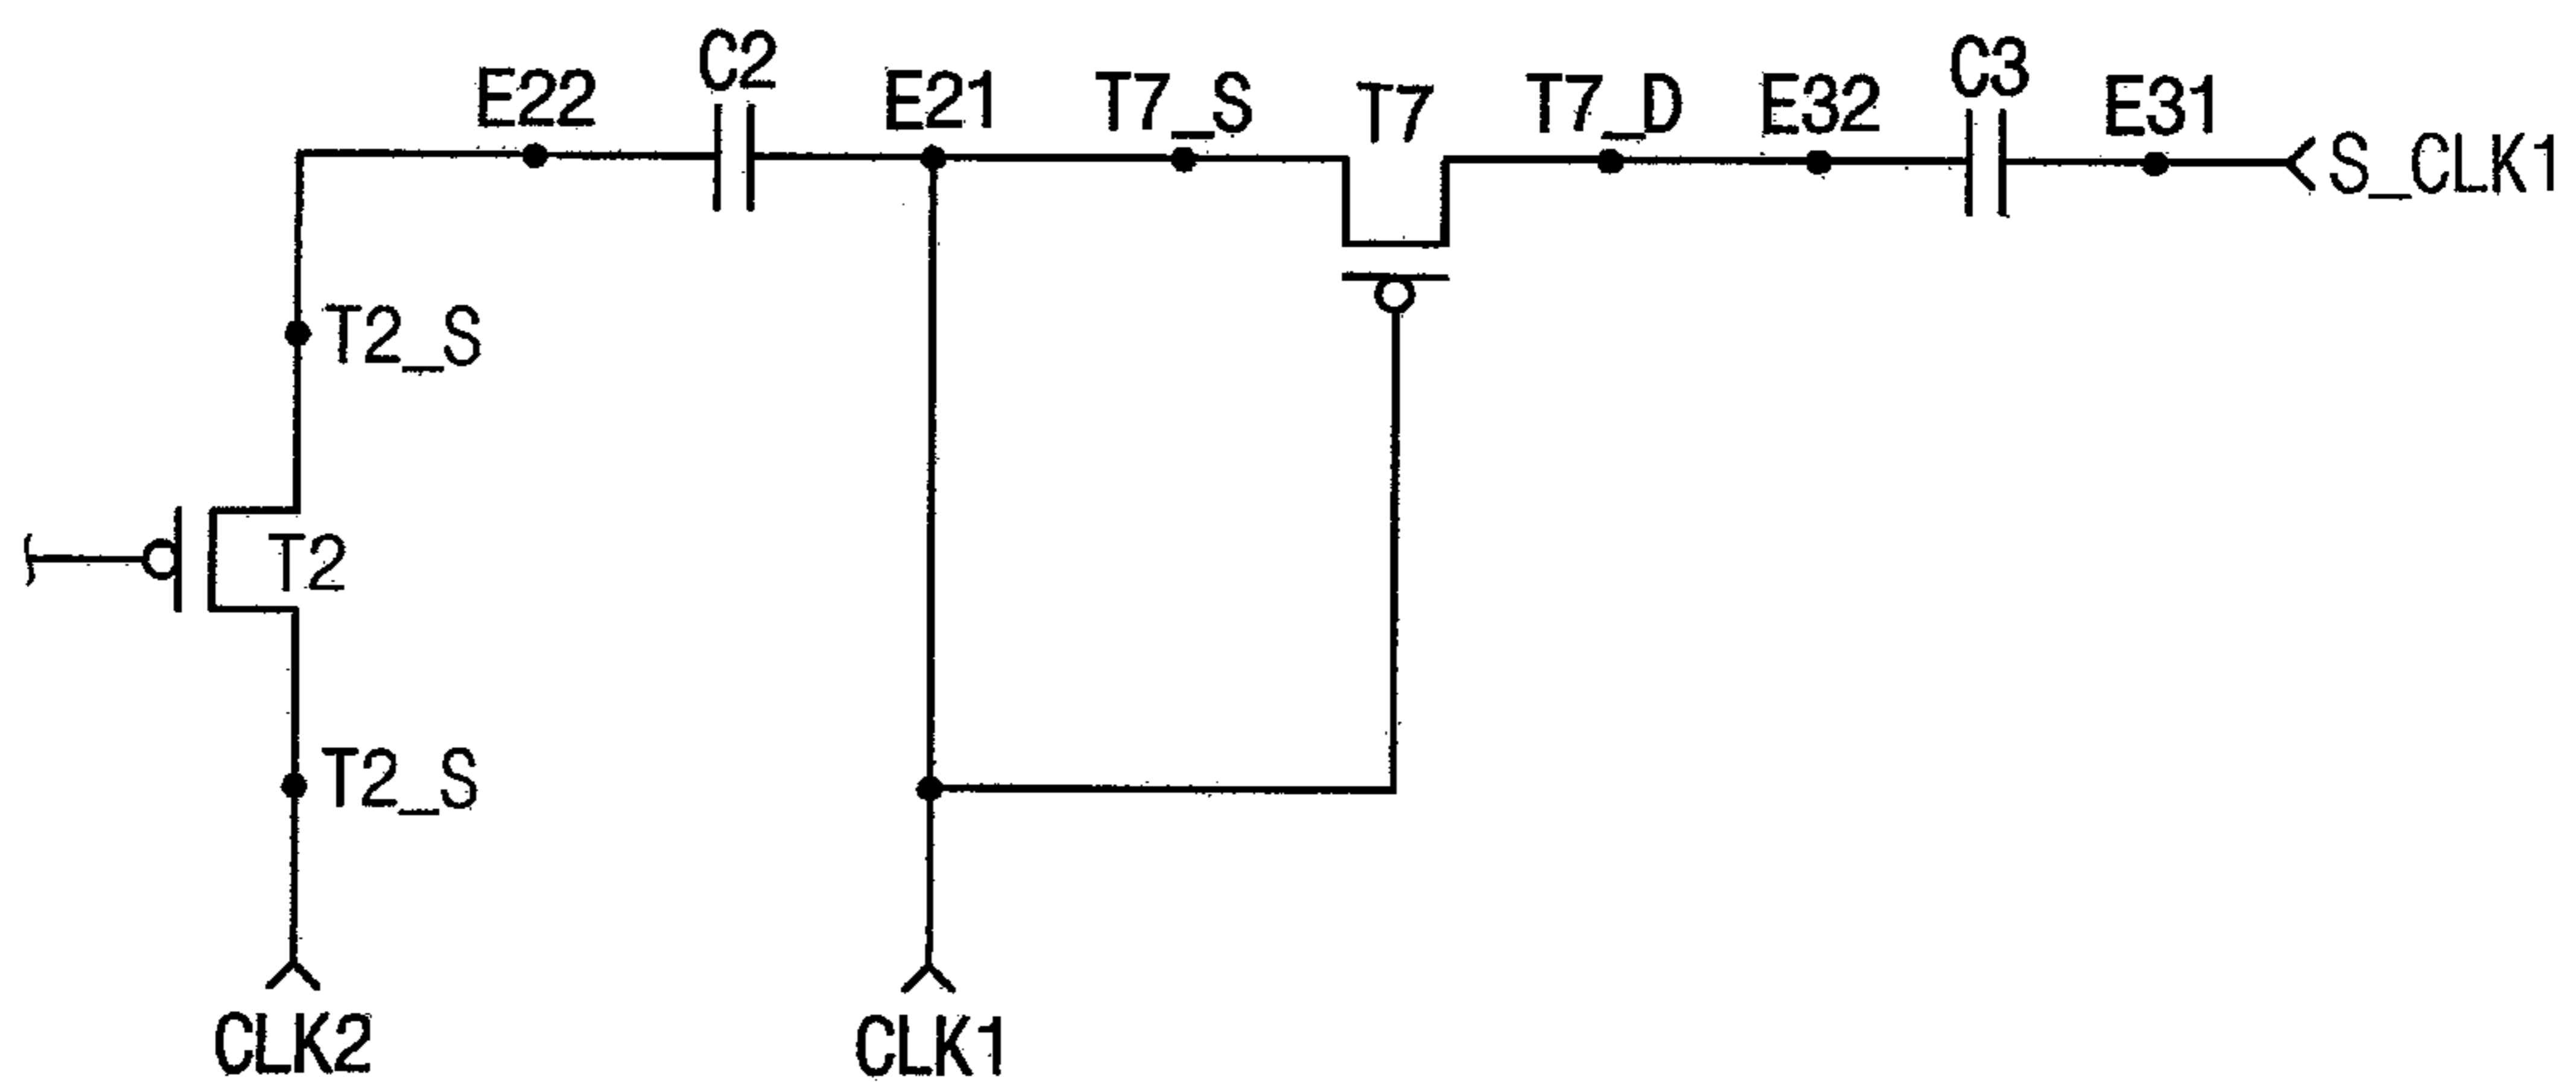 C2
C3
E22
E21
T7_S
T7
T7_D
E32
E31
S_CLK1
T2_S
T2
T2_S
CLK2
CLK1